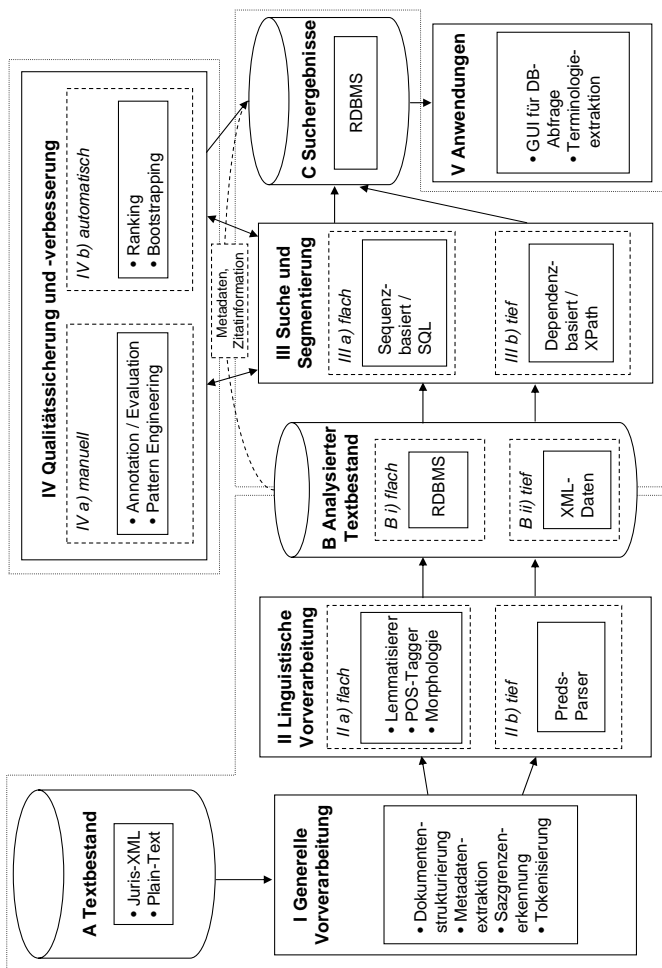 A Textbestand
• Juris-XML
• Plain-Text
I Generelle
Vorverarbeitung
• Dokumenten-
strukturierung
• Metadaten-
extraktion
• Sazgrenzen-
erkennung
• Tokenisierung
II Linguistische
Vorverarbeitung
II a) flach
• Lemmatisierer
• POS-Tagger
• Morphologie
II b) tief
Preds-
Parser
B Analysierter
Textbestand
B i) flach
RDBMS
B ii) tief
XML-
Daten
III Suche und
Segmentierung
III a) flach
Sequenz-
basiert /
SQL
III b) tief
Dependenz-
basiert /
XPath
IV Qualitätssicherung und -verbesserung
IV a) manuell
• Annotation / Evaluation
• Pattern Engineering
IV b) automatisch
• Ranking
• Bootstrapping
Metadaten,
Zitatinformation
C Suchergebnisse
RDBMS
V Anwendungen
• GUI für DB-
Abfrage
• Terminologie-
extraktion